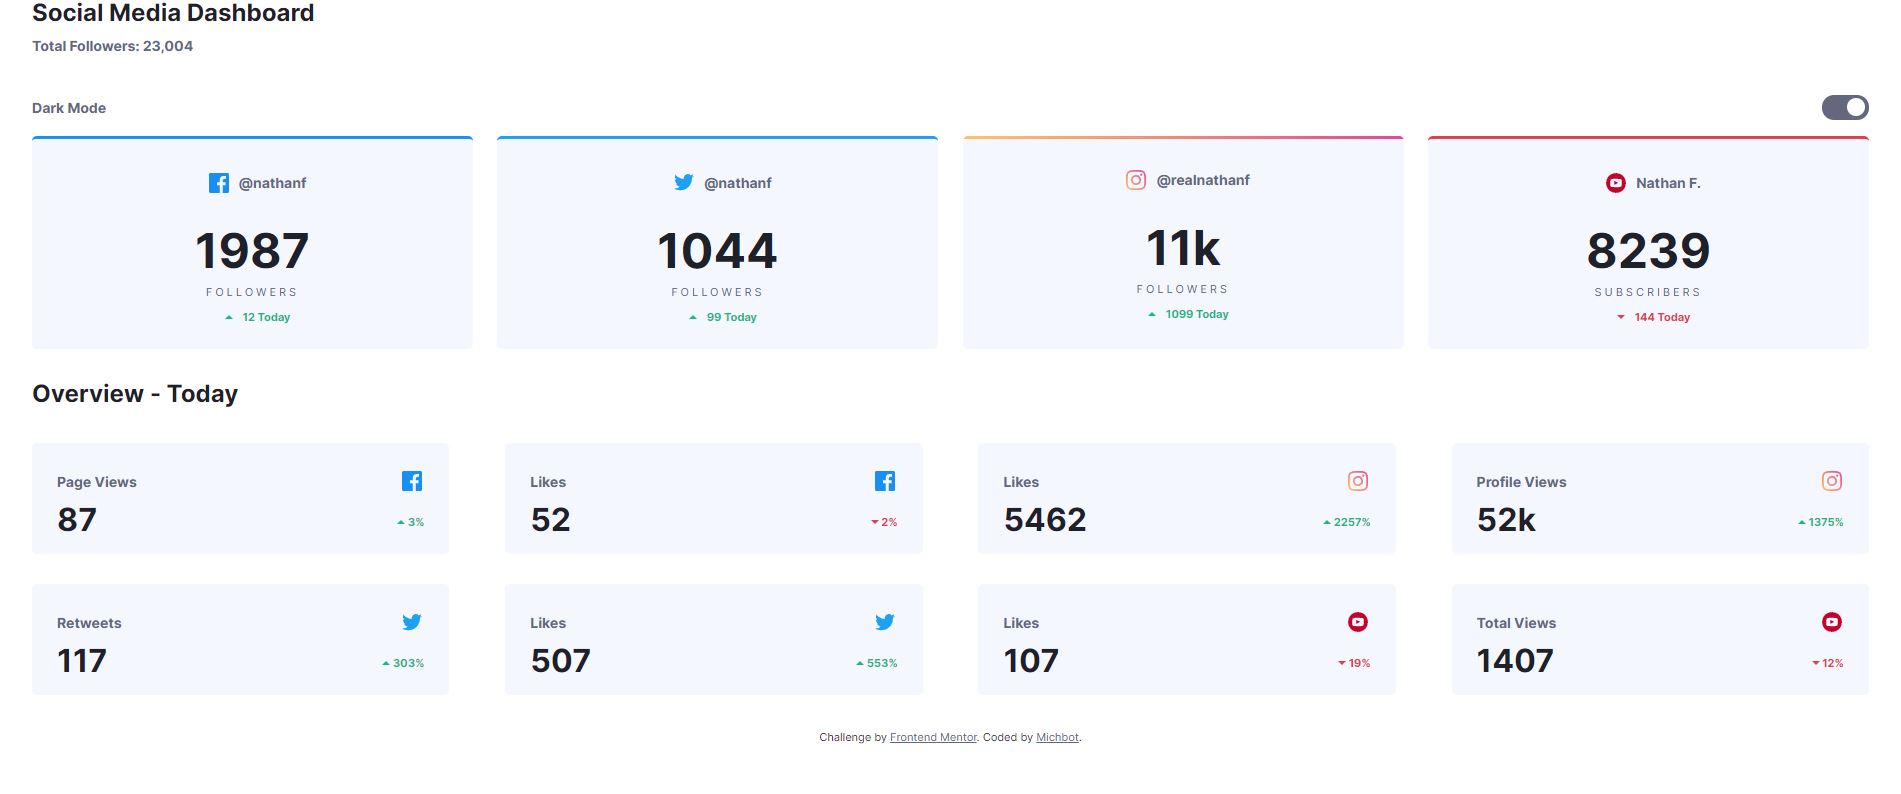 Social Media Dashboard
Total Followers: 23,004
Dark Mode
@nathanf
1987
FOLLOWERS
12 Today
@nathanf
1044
FOLLOWERS
99 Today
@realnathanf
11k
FOLLOWERS
1099 Today
Nathan F.
8239
SUBSCRIBERS
144 Today
Overview - Today
Page Views
87
3%
Likes
52
2%
Likes
5462
2257%
Profile Views
52k
1375%
Retweets
117
303%
Likes
507
553%
Likes
107
19%
Total Views
1407
12%
Challenge by Frontend Mentor. Coded by Michbot.